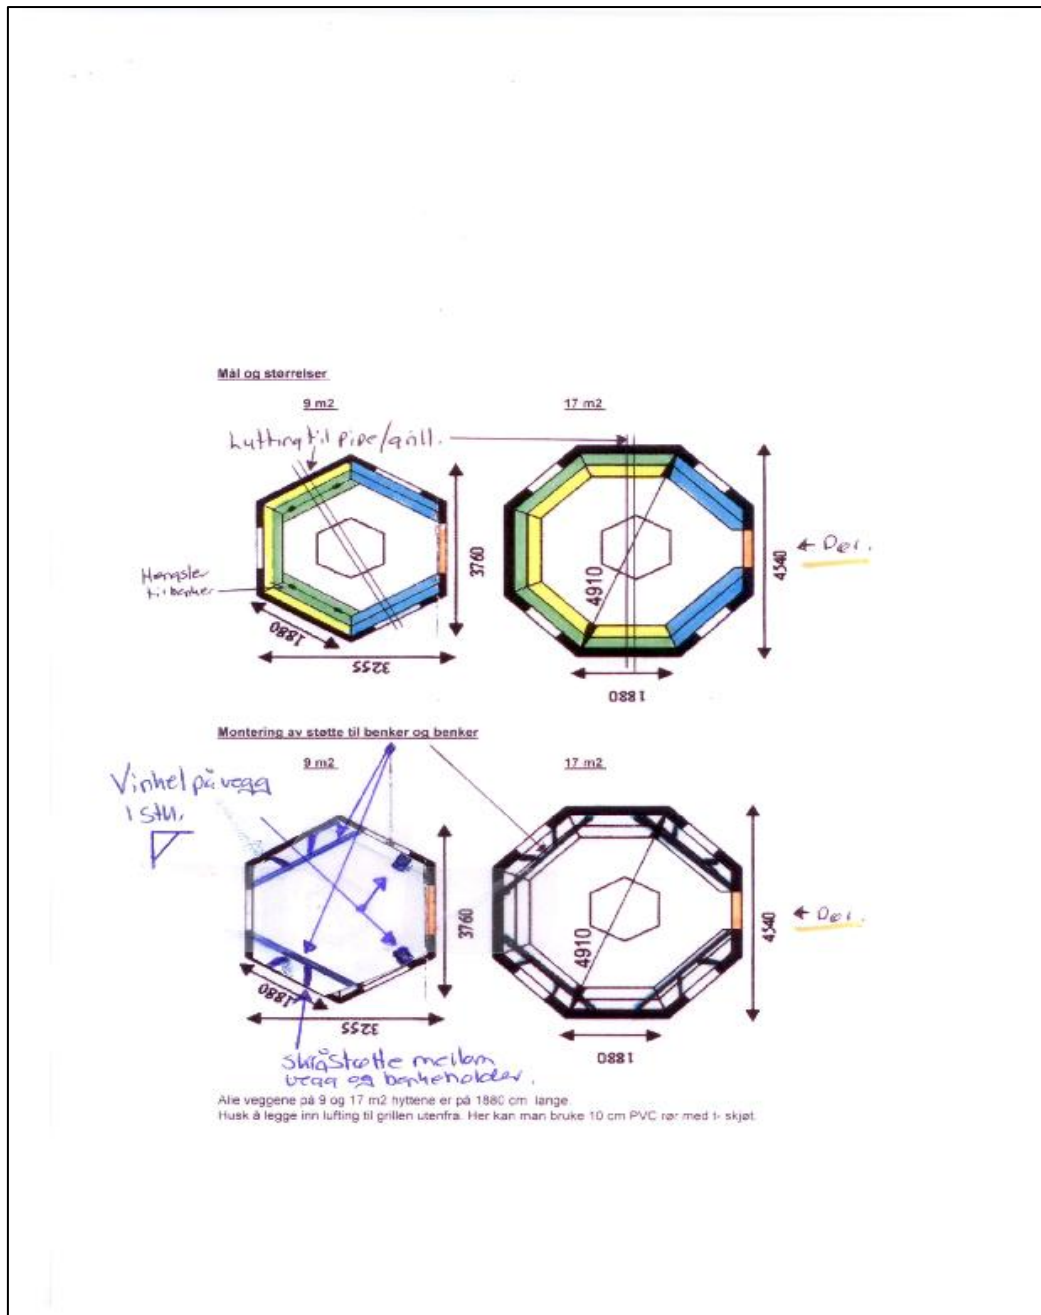 Mål og størrelser
9 m2
17 m2
Lufting til pipe/grill.
3760
4910
4540
← Dør.
Hengsler
til benker
1880
3255
1880
Montering av støtte til benker og benker
9 m2
17 m2
Vinkel på vegg
1 stk.
3760
4910
4540
← Dør.
1880
3255
1880
skråstøtte mellom
vegg og benkeholder.
Alle veggene på 9 og 17 m2 hyttene er på 1880 cm lange.
Husk å legge inn lufting til grillen utenfra. Her kan man bruke 10 cm PVC rør med t- skjøt